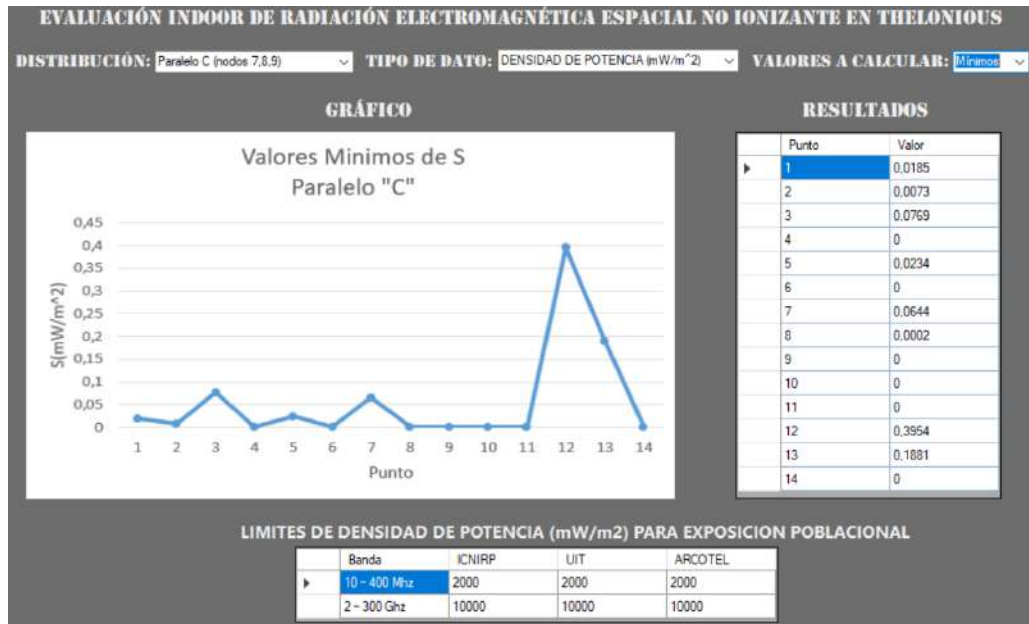 EVALUACIÓN INDOOR DE RADIACIÓN ELECTROMAGNÉTICA ESPACIAL NO IONIZANTE EN THELONIOUS
DISTRIBUCIÓN: Paralelo C (nodos 7,8,9) TIPO DE DATO: DENSIDAD DE POTENCIA (mW/m^2) VALORES A CALCULAR: Minimos
GRÁFICO
Valores Minimos de S
Paralelo "C"
0,45
0,4
0,35
0,3
0,25
0,2
0,15
0,1
0,05
0
S(mW/m^2)
1 2 3 4 5 6 7 8 9 10 11 12 13 14
Punto
RESULTADOS
Punto Valor
1 0,0185
2 0,0073
3 0,0769
4 0
5 0,0234
6 0
7 0,0644
8 0,0002
9 0
10 0
11 0
12 0,3954
13 0,1881
14 0
LIMITES DE DENSIDAD DE POTENCIA (mW/m2) PARA EXPOSICION POBLACIONAL
Banda ICNIRP UIT ARCOTEL
10 - 400 Mhz 2000 2000 2000
2 - 300 Ghz 10000 10000 10000